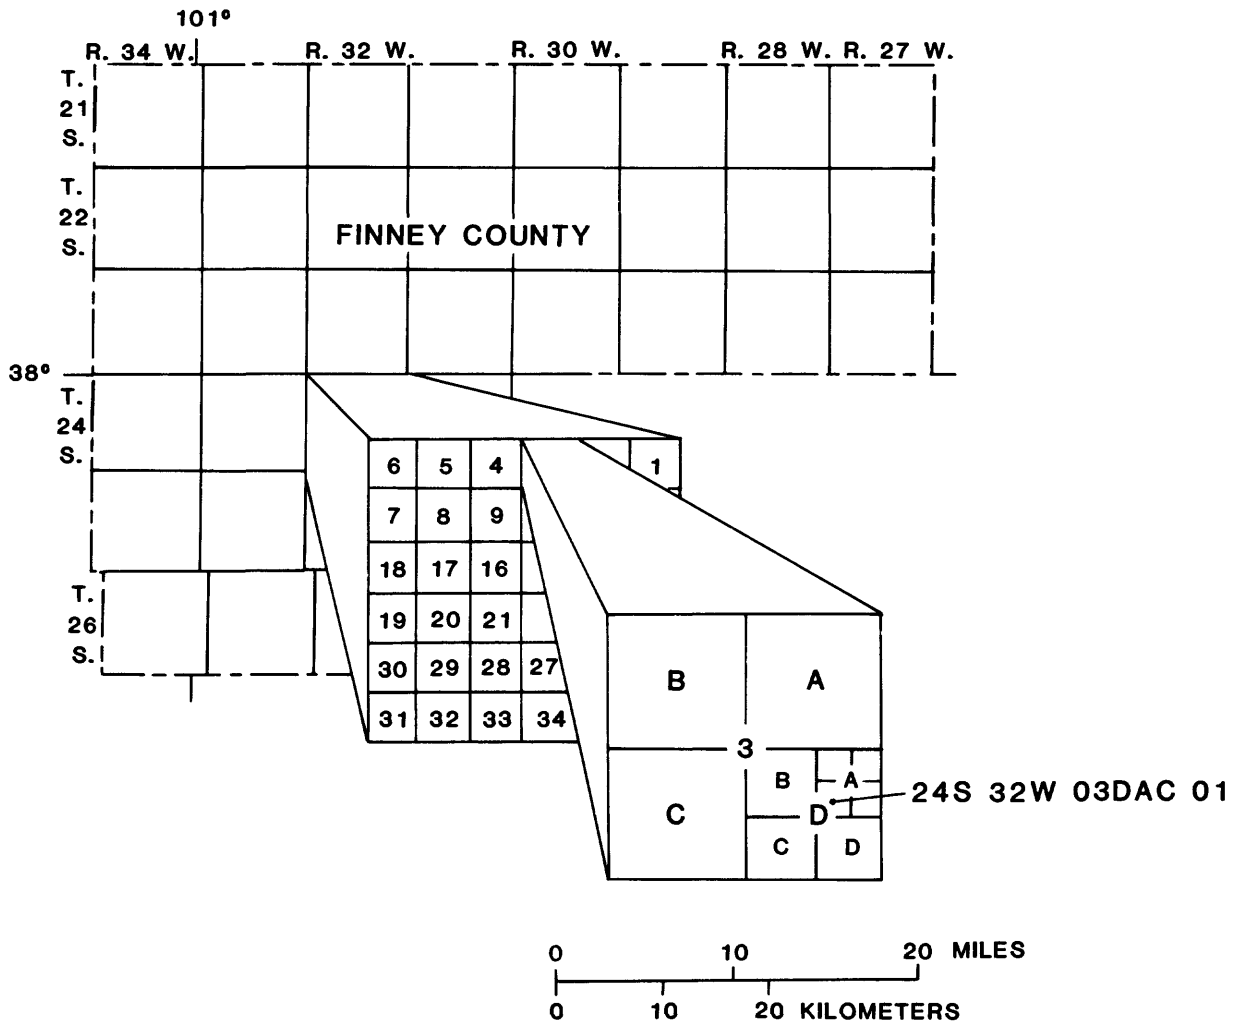 101°
R. 34 W. R. 32 W. R. 30 W. R. 28 W. R. 27 W.
T.
21
S.
T.
22
S.
FINNEY COUNTY
38°
T.
24
S.
6 5 4 1
7 8 9
18 17 16
19 20 21
30 29 28 27
31 32 33 34
T.
26
S.
B A
3
B A
C D 24S 32W 03DAC 01
C D
0 10 20 MILES
0 10 20 KILOMETERS